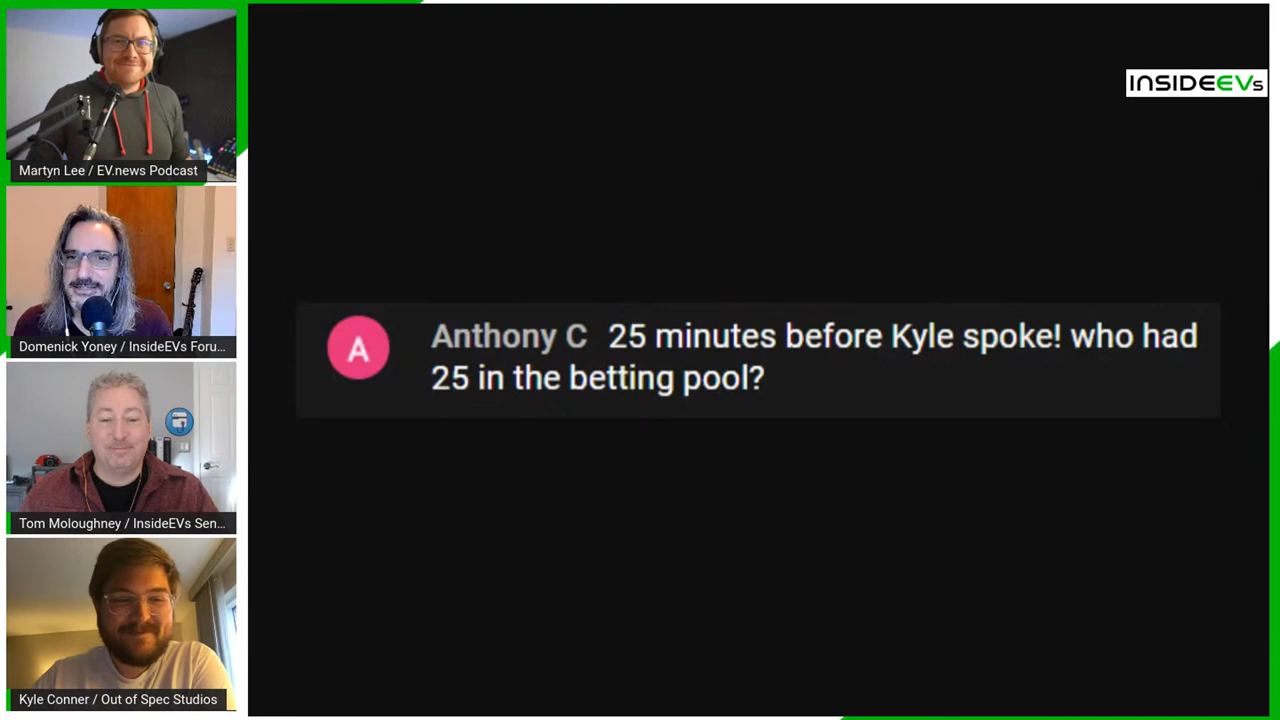 Martyn Lee / EV.news Podcast
Domenick Yoney / InsideEVs Foru...
Tom Moloughney / InsideEVs Sen...
Kyle Conner / Out of Spec Studios
INSIDEEVs
A
Anthony C 25 minutes before Kyle spoke! who had
25 in the betting pool?